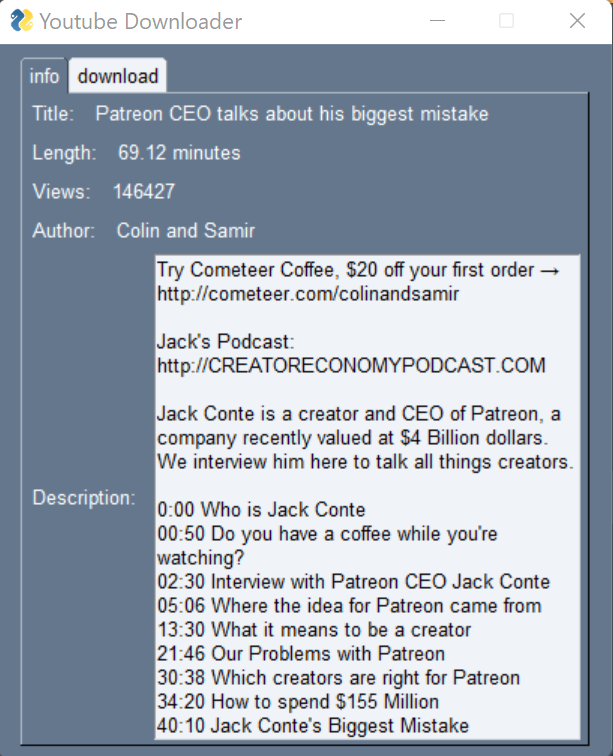 Youtube Downloader
info download
Title: Patreon CEO talks about his biggest mistake
Length: 69.12 minutes
Views: 146427
Author: Colin and Samir
Description:
Try Cometeer Coffee, $20 off your first order →
http://cometeer.com/colinandsamir
Jack's Podcast:
http://CREATORECONOMYPODCAST.COM
Jack Conte is a creator and CEO of Patreon, a
company recently valued at $4 Billion dollars.
We interview him here to talk all things creators.
0:00 Who is Jack Conte
00:50 Do you have a coffee while you're
watching?
02:30 Interview with Patreon CEO Jack Conte
05:06 Where the idea for Patreon came from
13:30 What it means to be a creator
21:46 Our Problems with Patreon
30:38 Which creators are right for Patreon
34:20 How to spend $155 Million
40:10 Jack Conte's Biggest Mistake